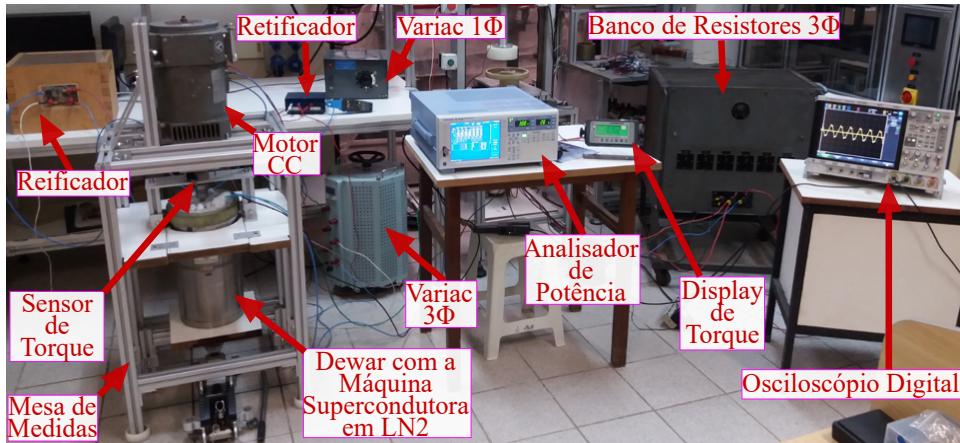 Retificador
Variac 1Φ
Banco de Resistores 3Φ
Motor
CC
Reificador
Sensor
de
Torque
Variac
3Φ
Analisador
de
Potência
Display
de
Torque
Dewar com a
Máquina
Supercondutora
em LN2
Mesa de
Medidas
Osciloscópio Digital